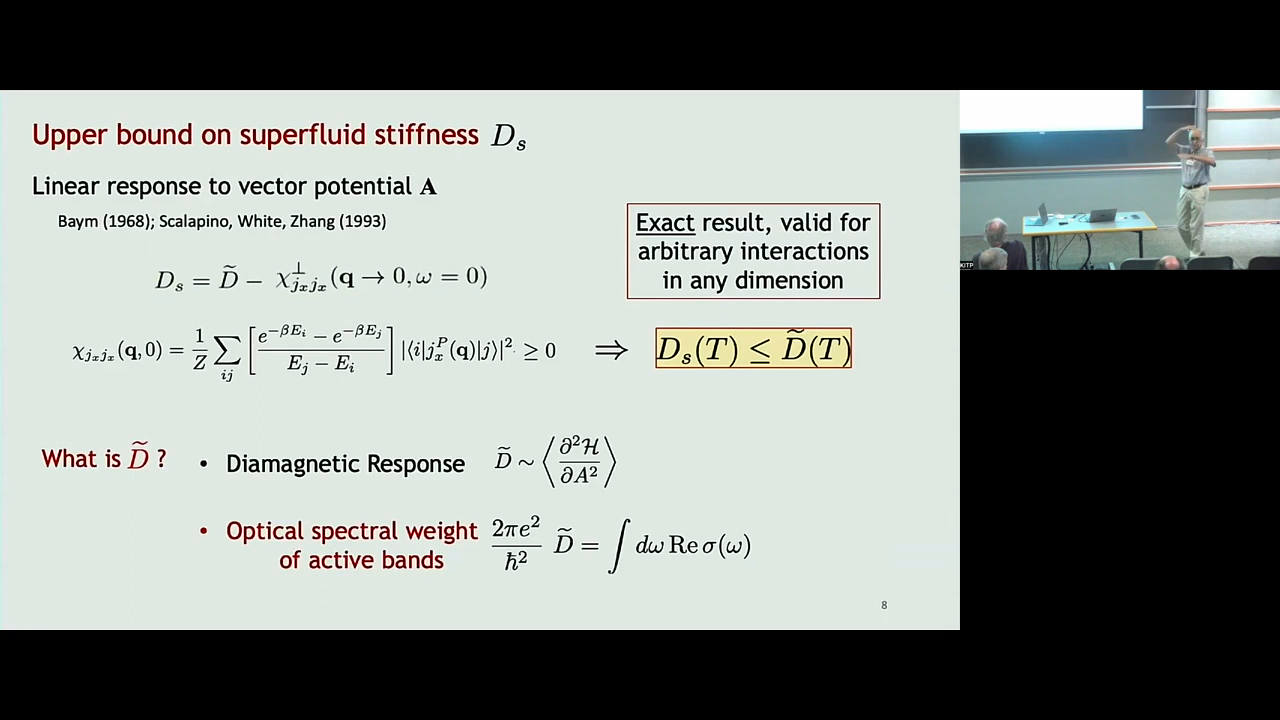 Upper bound on superfluid stiffness D_s
Linear response to vector potential A
Baym (1968); Scalapino, White, Zhang (1993)
Exact result, valid for
arbitrary interactions
in any dimension
D_s = D̃ − χ^⊥_{j_x j_x}(q → 0, ω = 0)
χ_{j_x j_x}(q, 0) = 1/Z ∑_{ij} [ (e^{−βE_i} − e^{−βE_j}) / (E_j − E_i) ] |⟨i|j_x^P(q)|j⟩|² ≥ 0 ⟹ D_s(T) ≤ D̃(T)
What is D̃ ? • Diamagnetic Response D̃ ∼ ⟨∂²ℋ/∂A²⟩
• Optical spectral weight
of active bands
2πe²/ħ² D̃ = ∫ dω Re σ(ω)
8
KITP